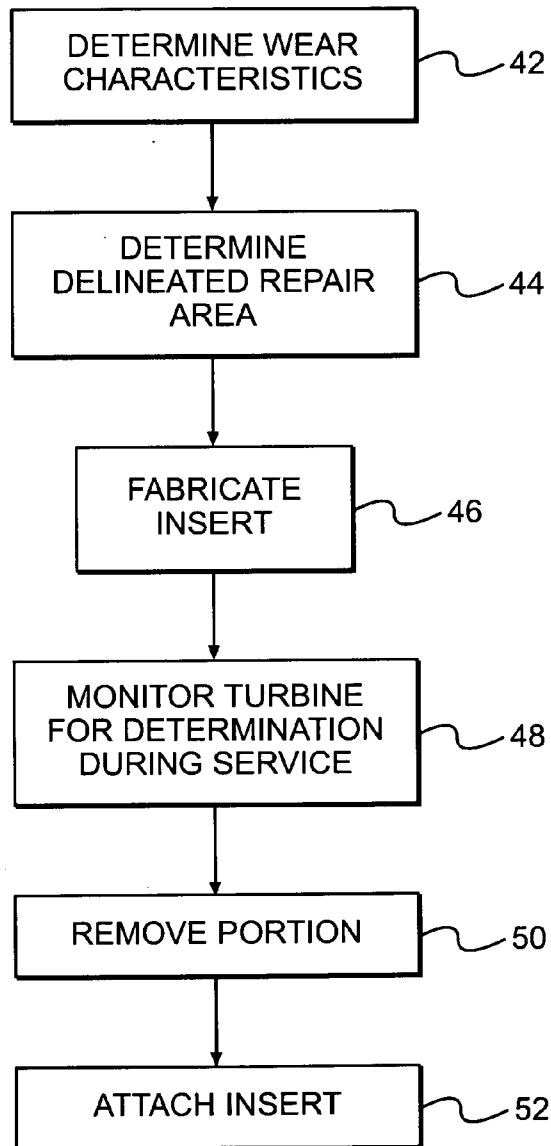 DETERMINE WEAR
CHARACTERISTICS
42
DETERMINE
DELINEATED REPAIR
AREA
44
FABRICATE
INSERT
46
MONITOR TURBINE
FOR DETERMINATION
DURING SERVICE
48
REMOVE PORTION
50
ATTACH INSERT
52